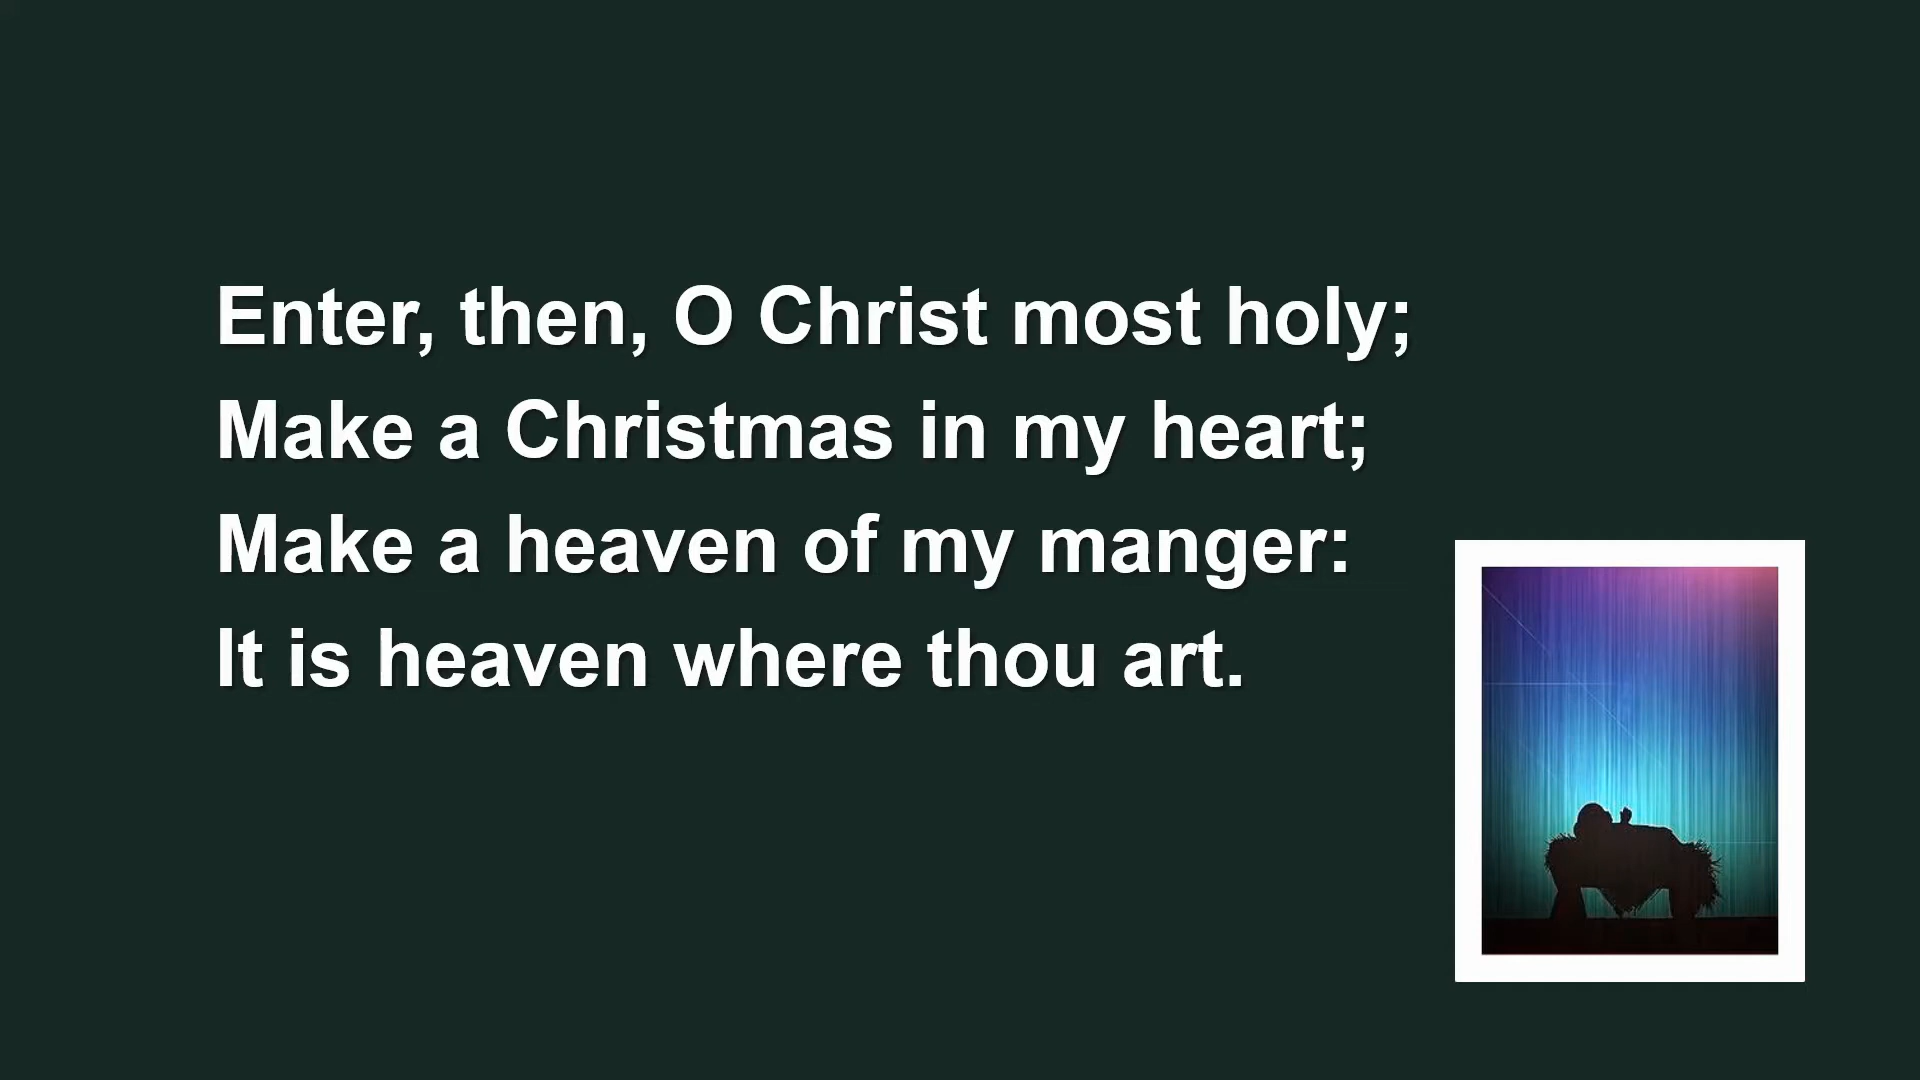 Enter, then, O Christ most holy;
Make a Christmas in my heart;
Make a heaven of my manger:
It is heaven where thou art.